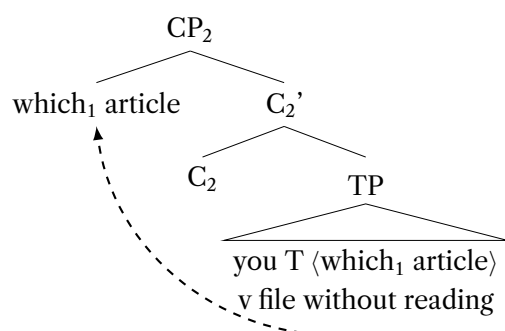 CP₂
which₁ article
C₂’
C₂
TP
you T ⟨which₁ article⟩
v file without reading